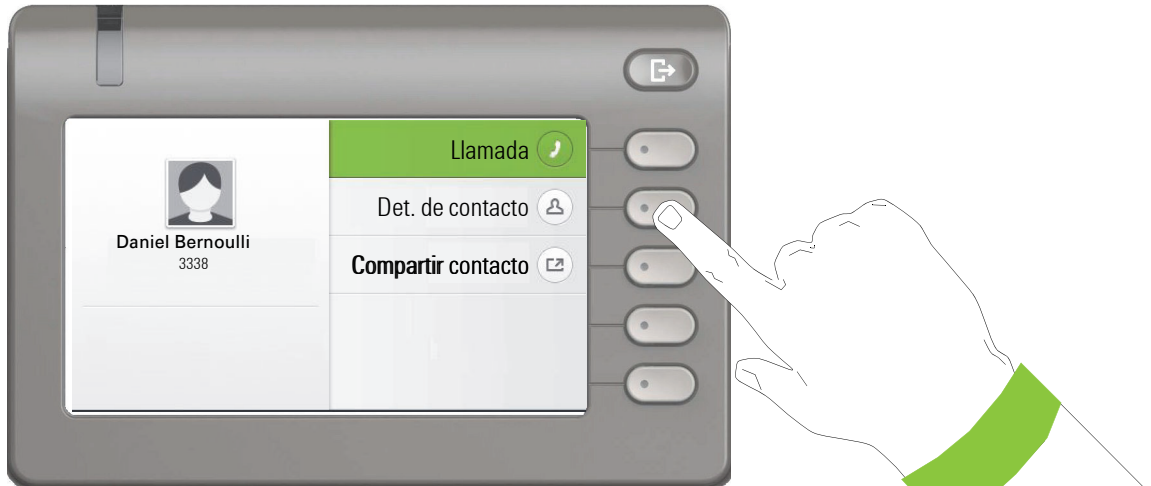 Llamada
Det. de contacto
Daniel Bernoulli
3338
Compartir contacto